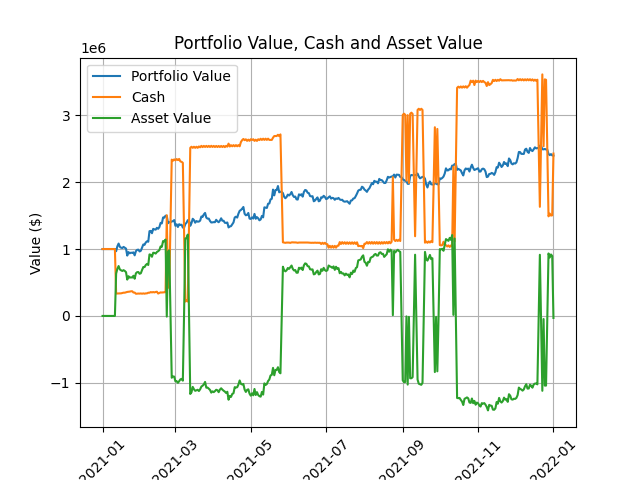 Portfolio Value, Cash and Asset Value
1e6
Portfolio Value
Cash
Asset Value
3
2
1
0
−1
Value ($)
2021-01
2021-03
2021-05
2021-07
2021-09
2021-11
2022-01